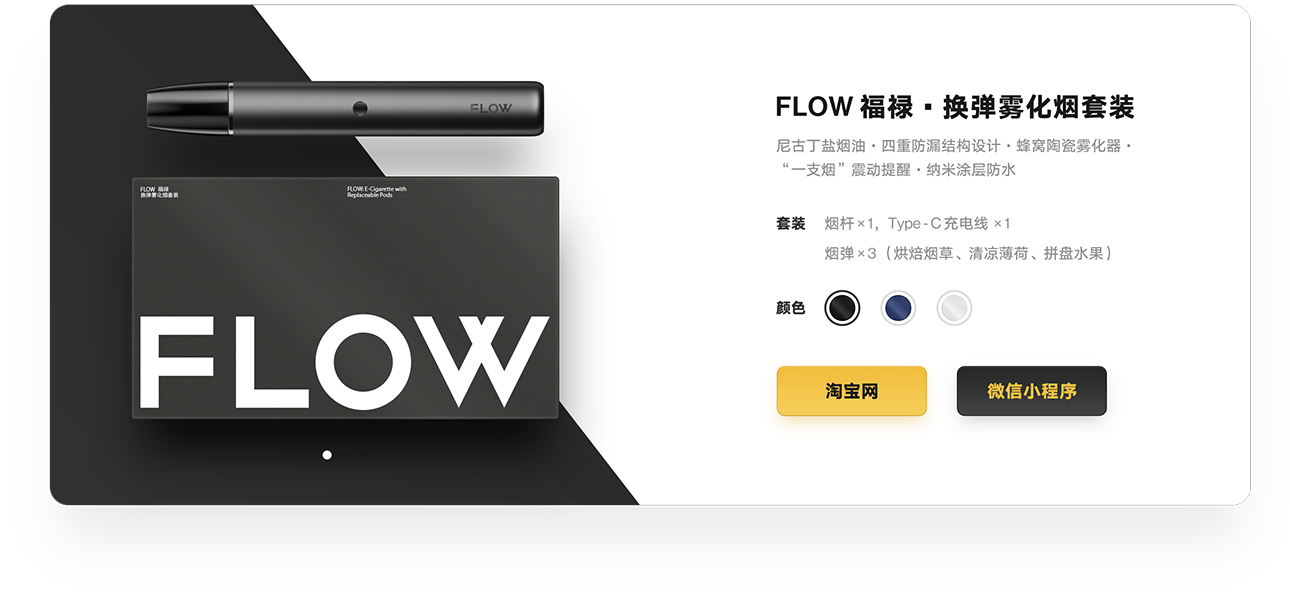 FLOW
FLOW 福禄
换弹雾化烟套装
FLOW: E-Cigarette with
Replaceable Pods
FLOW
FLOW 福禄 · 换弹雾化烟套装
尼古丁盐烟油 · 四重防漏结构设计 · 蜂窝陶瓷雾化器 ·
“一支烟”震动提醒 · 纳米涂层防水
套装 烟杆×1, Type-C充电线 ×1
烟弹×3（烘焙烟草、清凉薄荷、拼盘水果）
颜色
淘宝网 微信小程序